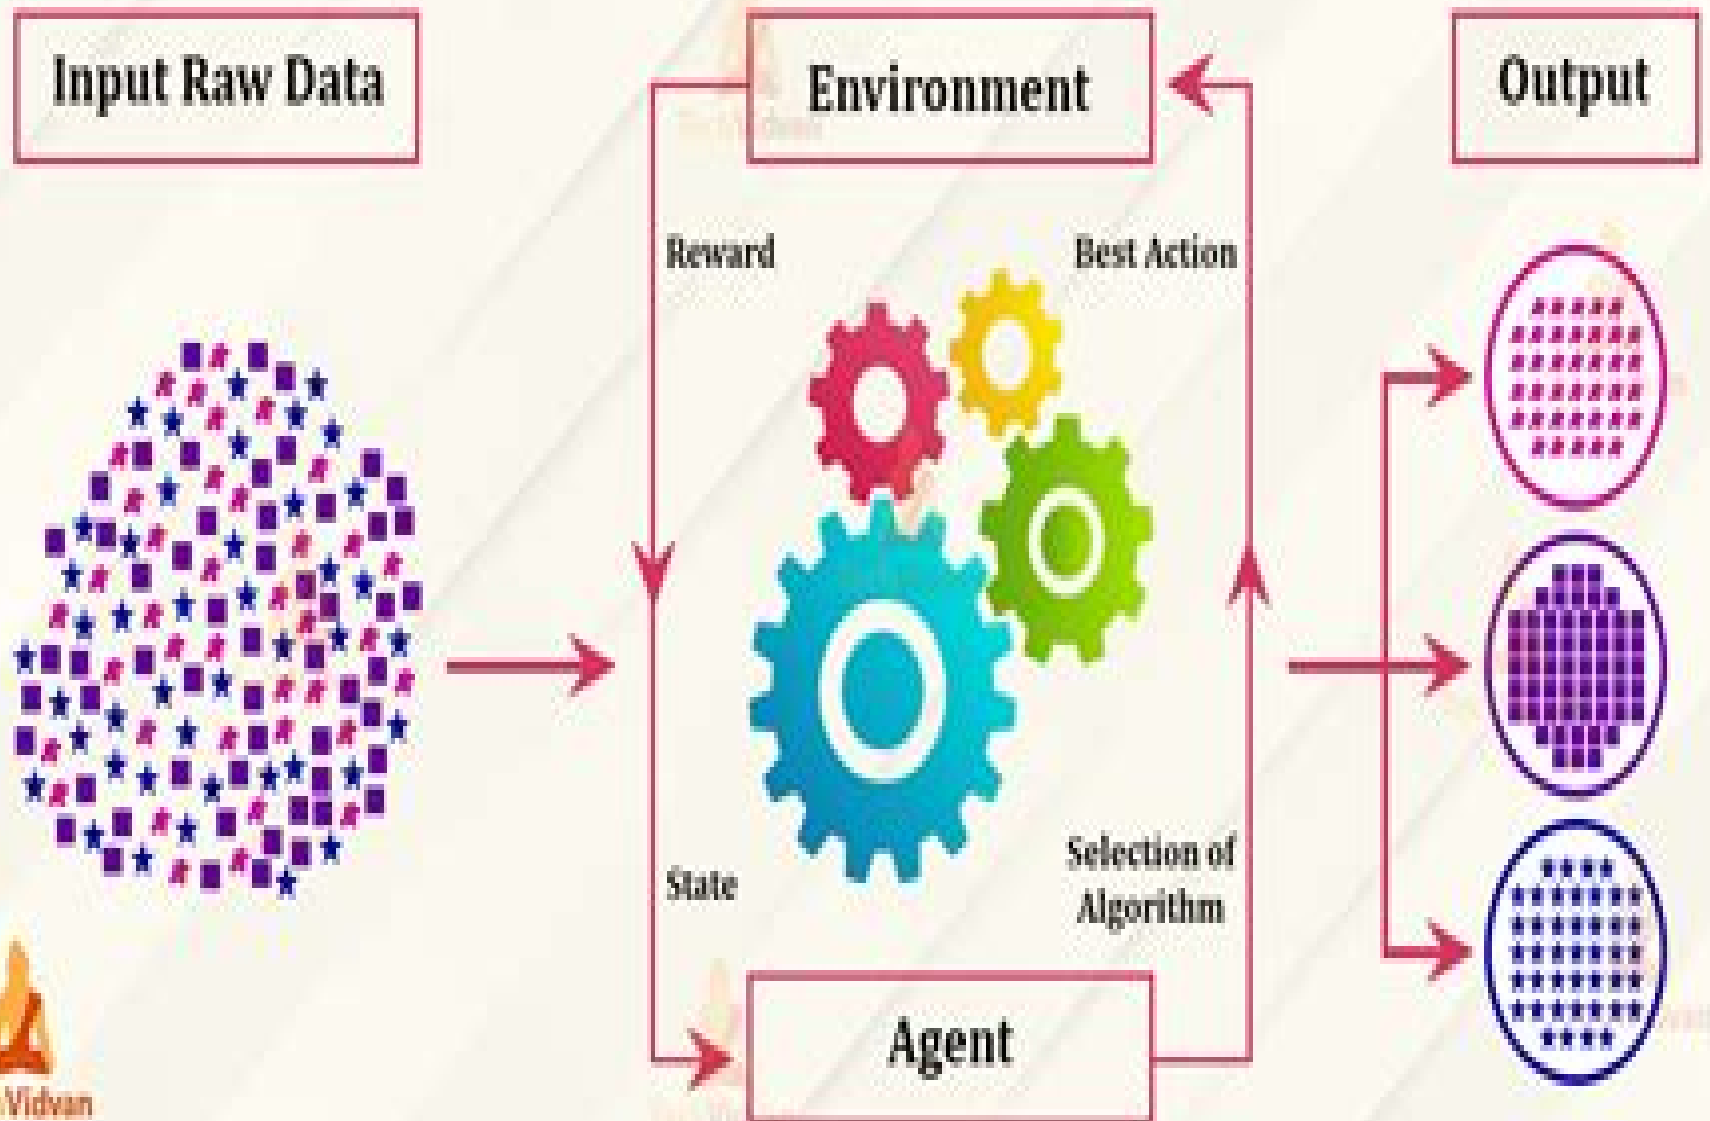 Input Raw Data
Environment
Output
Reward
Best Action
State
Selection of
Algorithm
Agent
Vidvan